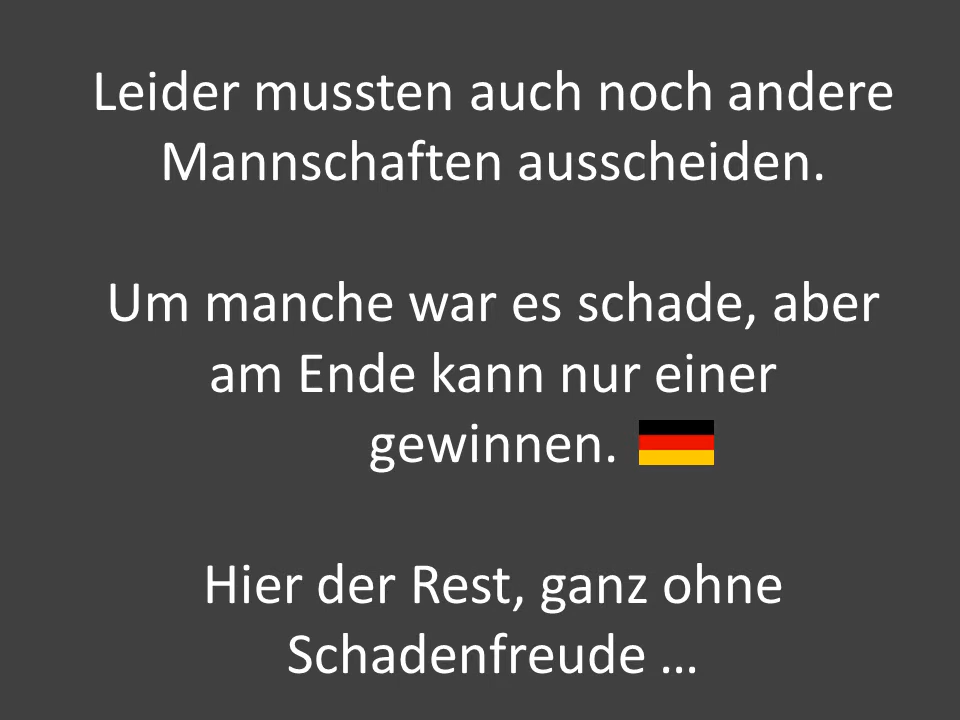 Leider mussten auch noch andere
Mannschaften ausscheiden.
Um manche war es schade, aber
am Ende kann nur einer
gewinnen.
Hier der Rest, ganz ohne
Schadenfreude …